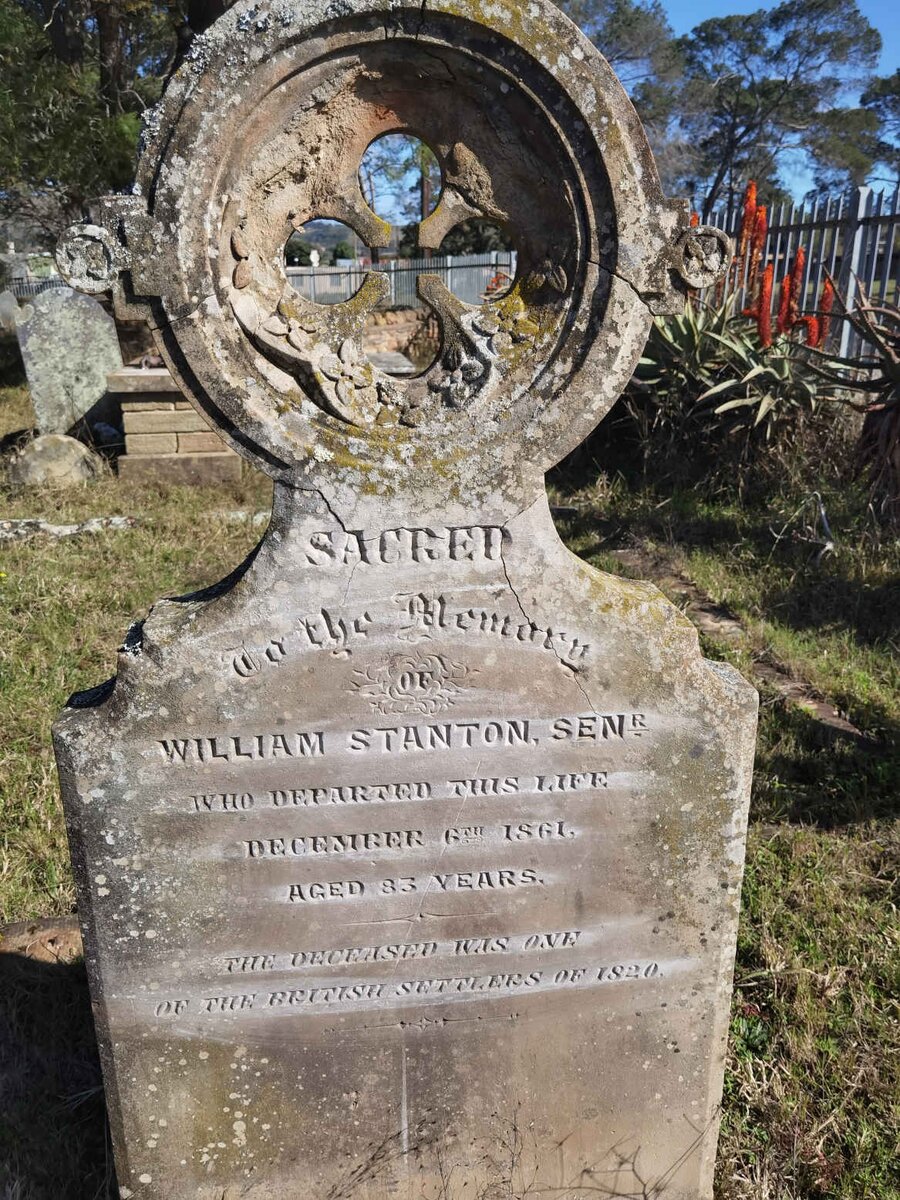 SACRED
To the Memory
OF
WILLIAM STANTON, SENR
WHO DEPARTED THIS LIFE
DECEMBER 6TH 1861.
AGED 83 YEARS.
THE DECEASED WAS ONE
OF THE BRITISH SETTLERS OF 1820.